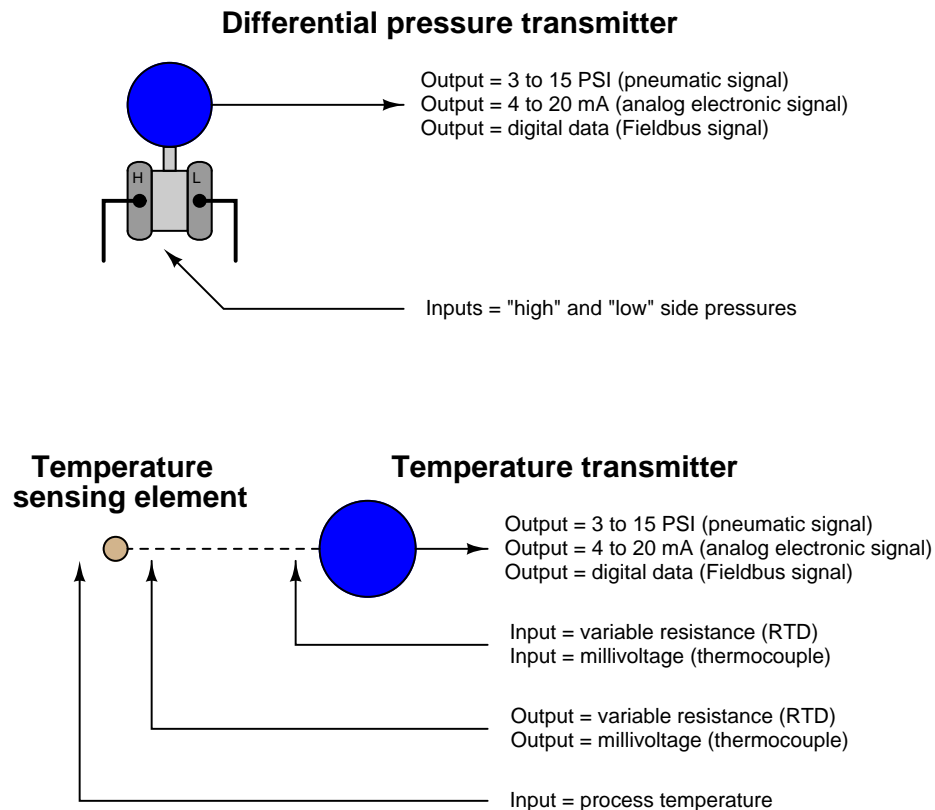 Differential pressure transmitter
Output = 3 to 15 PSI (pneumatic signal)
Output = 4 to 20 mA (analog electronic signal)
Output = digital data (Fieldbus signal)
H
L
Inputs = "high" and "low" side pressures
Temperature
sensing element
Temperature transmitter
Output = 3 to 15 PSI (pneumatic signal)
Output = 4 to 20 mA (analog electronic signal)
Output = digital data (Fieldbus signal)
Input = variable resistance (RTD)
Input = millivoltage (thermocouple)
Output = variable resistance (RTD)
Output = millivoltage (thermocouple)
Input = process temperature